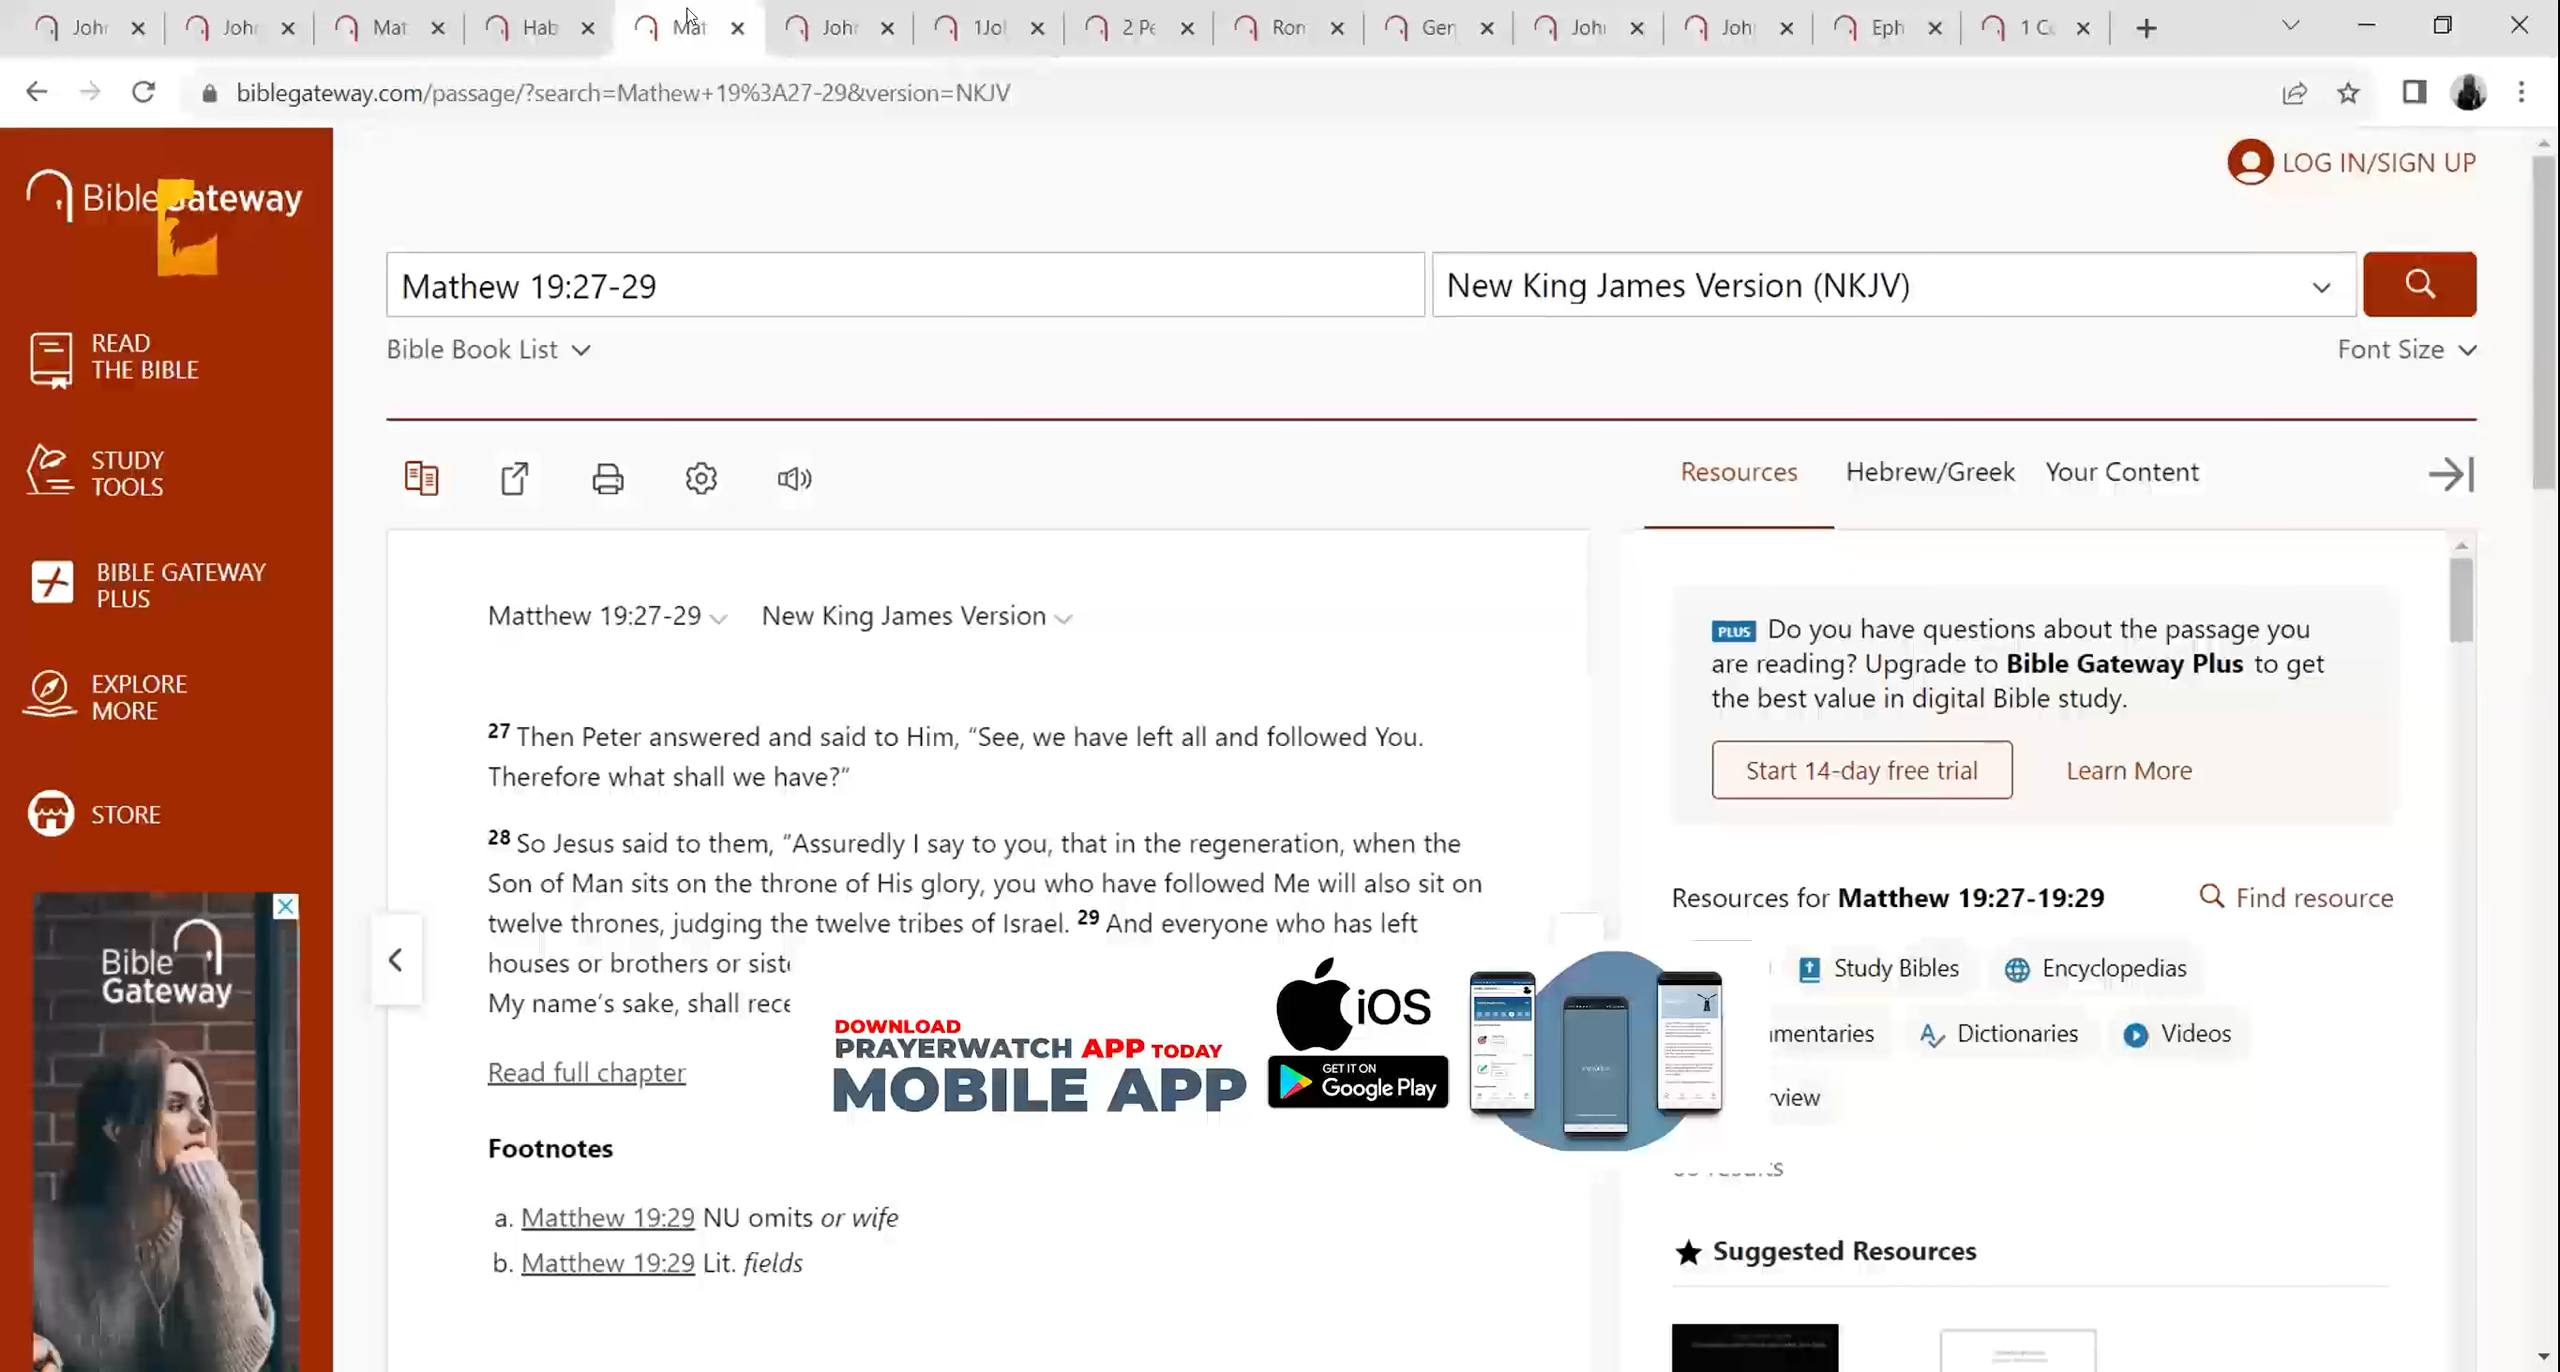 John
John
Mat
Hab
Mat
John
1Jol
2 Pe
Rom
Gen
John
Joh
Eph
1 Co
biblegateway.com/passage/?search=Mathew+19%3A27-29&version=NKJV
BibleGateway
LOG IN/SIGN UP
Mathew 19:27-29
New King James Version (NKJV)
Bible Book List
Font Size
READ
THE BIBLE
STUDY
TOOLS
BIBLE GATEWAY
PLUS
EXPLORE
MORE
STORE
Bible
Gateway
Resources
Hebrew/Greek
Your Content
Matthew 19:27-29
New King James Version
27 Then Peter answered and said to Him, “See, we have left all and followed You.
Therefore what shall we have?”
28 So Jesus said to them, “Assuredly I say to you, that in the regeneration, when the
Son of Man sits on the throne of His glory, you who have followed Me will also sit on
twelve thrones, judging the twelve tribes of Israel. 29 And everyone who has left
houses or brothers or siste
My name’s sake, shall rece
Read full chapter
Footnotes
a. Matthew 19:29 NU omits or wife
b. Matthew 19:29 Lit. fields
DOWNLOAD
PRAYERWATCH APP TODAY
MOBILE APP
iOS
GET IT ON
Google Play
PLUS Do you have questions about the passage you
are reading? Upgrade to Bible Gateway Plus to get
the best value in digital Bible study.
Start 14-day free trial
Learn More
Resources for Matthew 19:27-19:29
Find resource
Study Bibles
Encyclopedias
mentaries
Dictionaries
Videos
view
Suggested Resources